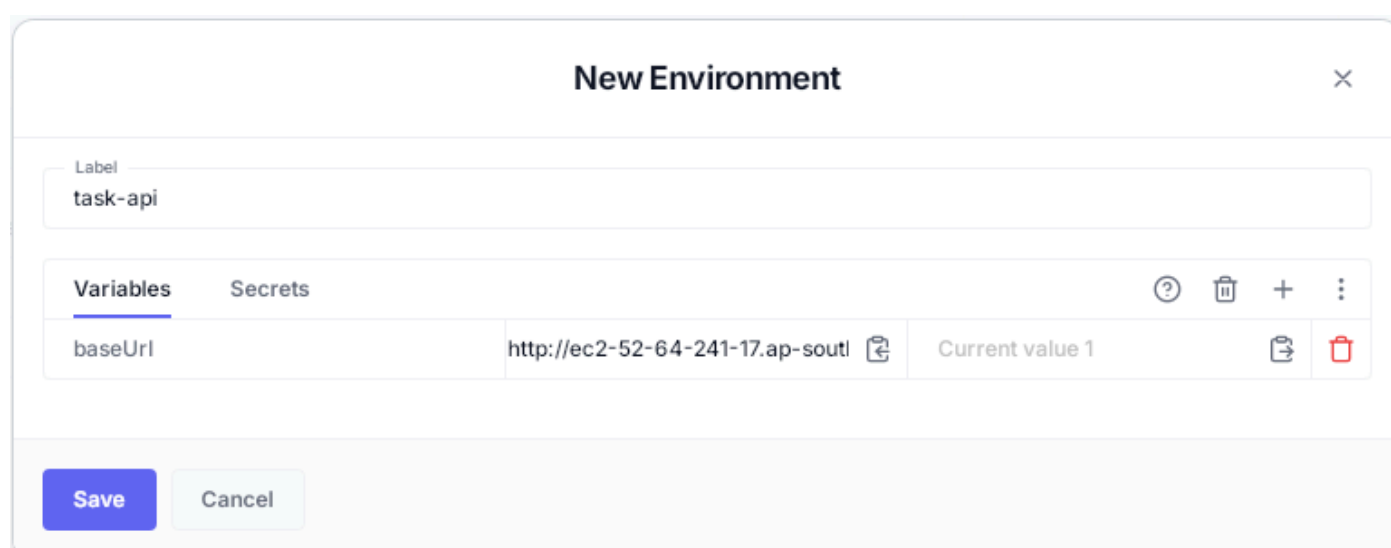 New Environment
Label
task-api
Variables Secrets
baseUrl http://ec2-52-64-241-17.ap-soutl Current value 1
Save Cancel